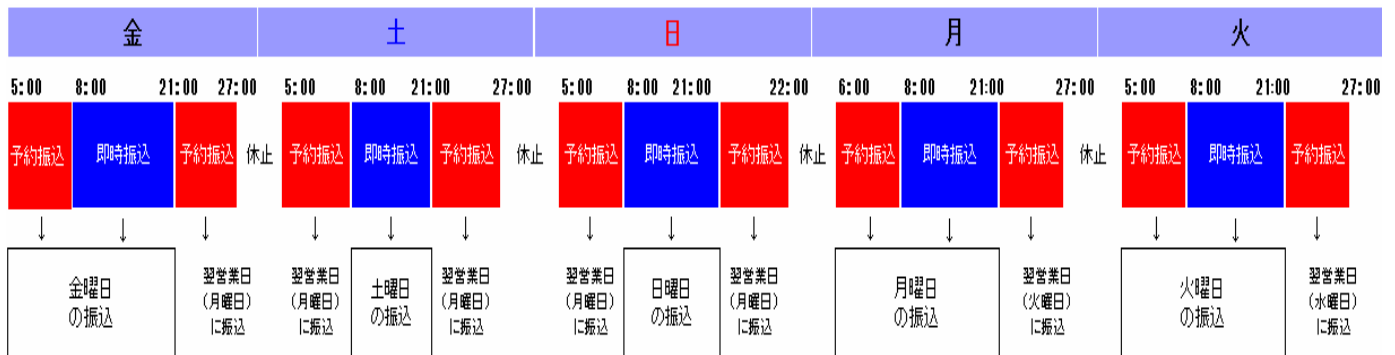 金 土 日 月 火
5:00 8:00 21:00 27:00 5:00 8:00 21:00 27:00 5:00 8:00 21:00 22:00 6:00 8:00 21:00 27:00 5:00 8:00 21:00 27:00
予約振込 即時振込 予約振込 休止 予約振込 即時振込 予約振込 休止 予約振込 即時振込 予約振込 休止 予約振込 即時振込 予約振込 休止 予約振込 即時振込 予約振込
金曜日
の振込
翌営業日
(月曜日)
に振込
翌営業日
(月曜日)
に振込
土曜日
の振込
翌営業日
(月曜日)
に振込
翌営業日
(月曜日)
に振込
日曜日
の振込
翌営業日
(月曜日)
に振込
月曜日
の振込
翌営業日
(火曜日)
に振込
火曜日
の振込
翌営業日
(水曜日)
に振込